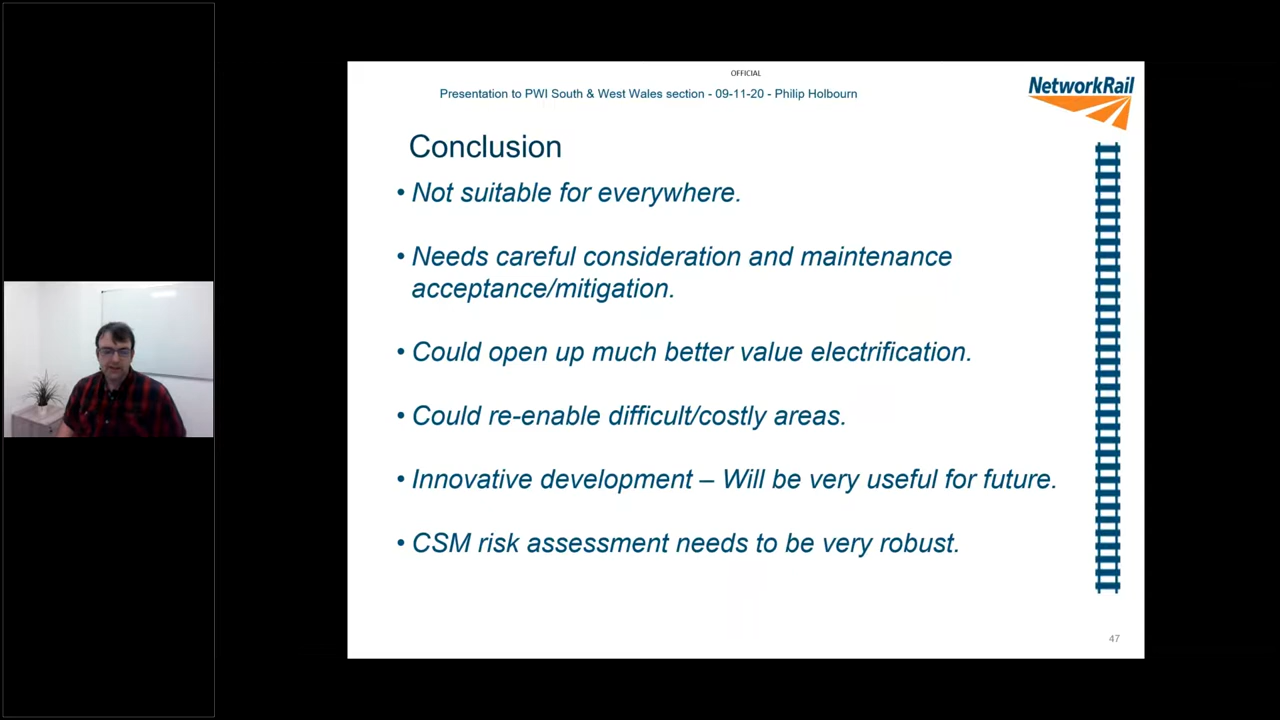 OFFICIAL
Presentation to PWI South & West Wales section - 09-11-20 - Philip Holbourn
NetworkRail
Conclusion
• Not suitable for everywhere.
• Needs careful consideration and maintenance
acceptance/mitigation.
• Could open up much better value electrification.
• Could re-enable difficult/costly areas.
• Innovative development – Will be very useful for future.
• CSM risk assessment needs to be very robust.
47